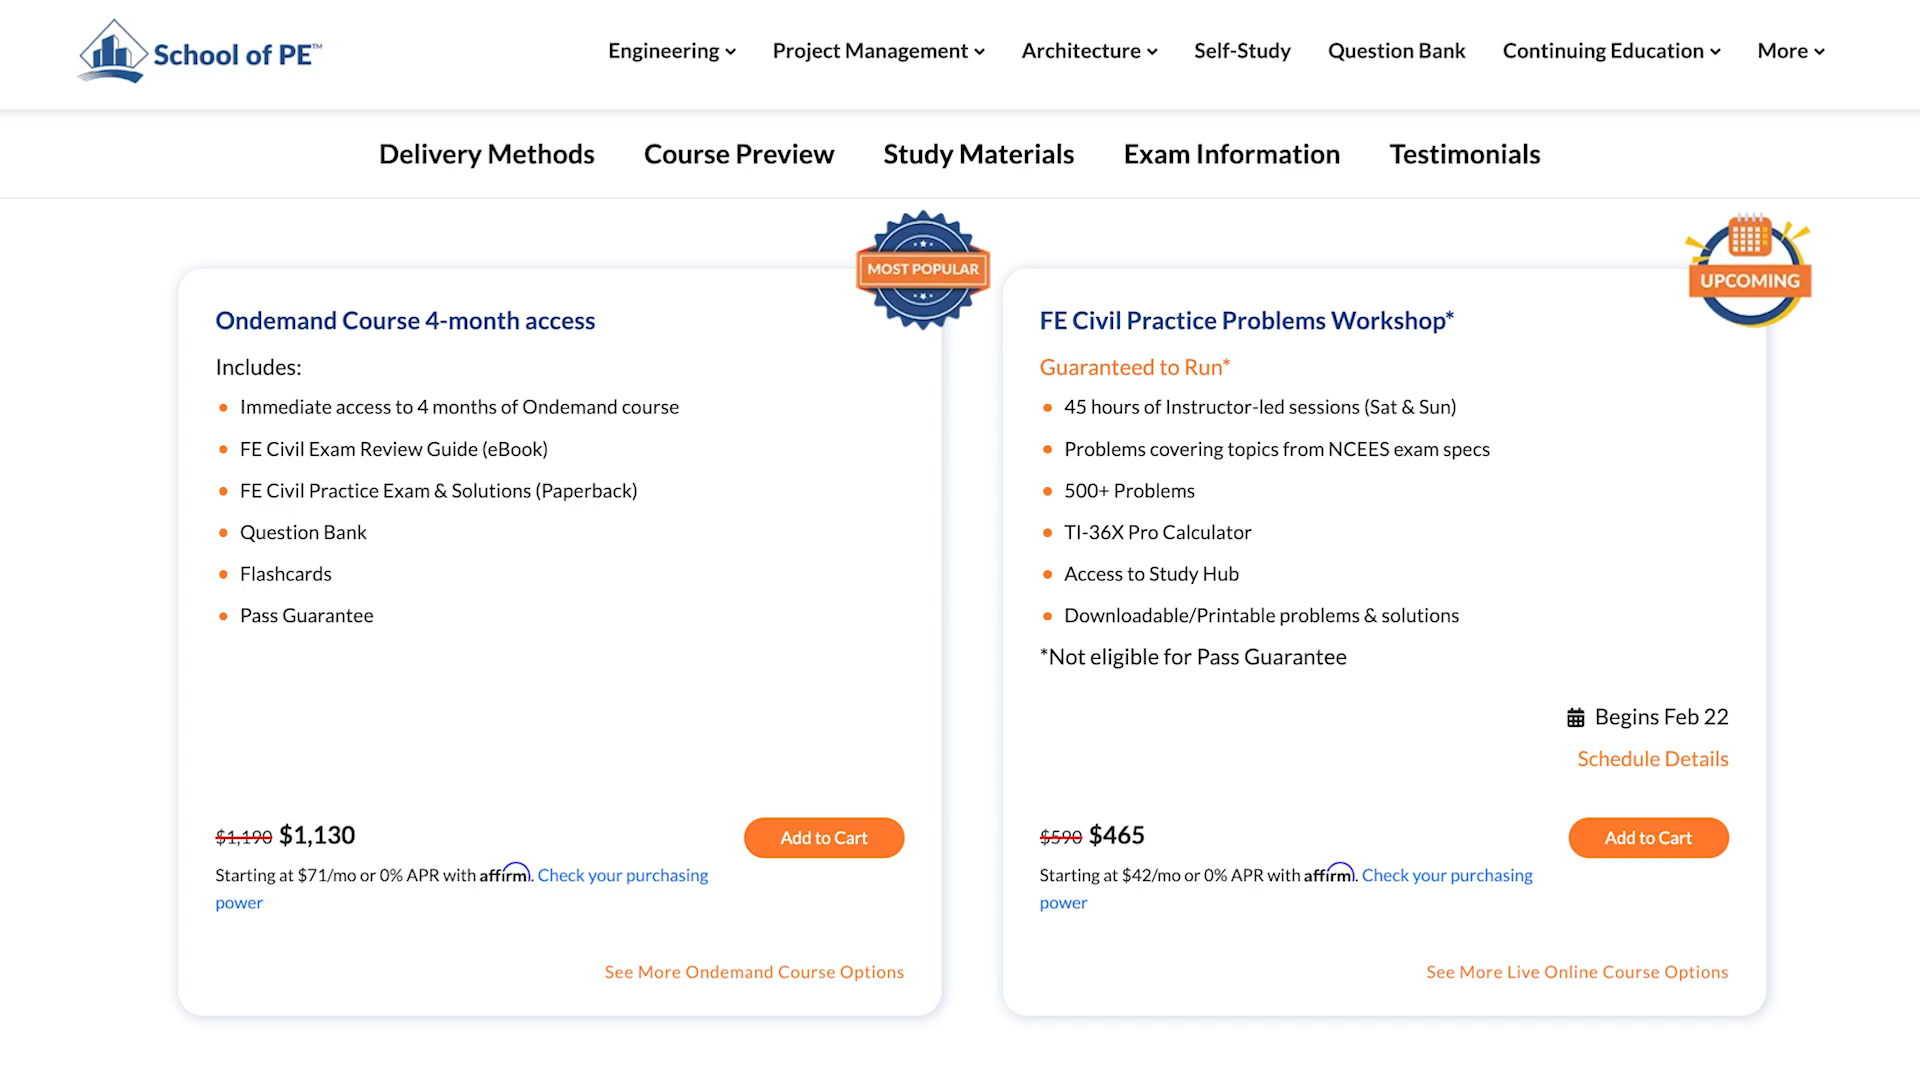 School of PE™
Engineering
Project Management
Architecture
Self-Study
Question Bank
Continuing Education
More
Delivery Methods
Course Preview
Study Materials
Exam Information
Testimonials
MOST POPULAR
Ondemand Course 4-month access
Includes:
Immediate access to 4 months of Ondemand course
FE Civil Exam Review Guide (eBook)
FE Civil Practice Exam & Solutions (Paperback)
Question Bank
Flashcards
Pass Guarantee
$1,190 $1,130
Add to Cart
Starting at $71/mo or 0% APR with affirm. Check your purchasing
power
See More Ondemand Course Options
UPCOMING
FE Civil Practice Problems Workshop*
Guaranteed to Run*
45 hours of Instructor-led sessions (Sat & Sun)
Problems covering topics from NCEES exam specs
500+ Problems
TI-36X Pro Calculator
Access to Study Hub
Downloadable/Printable problems & solutions
*Not eligible for Pass Guarantee
Begins Feb 22
Schedule Details
$590 $465
Add to Cart
Starting at $42/mo or 0% APR with affirm. Check your purchasing
power
See More Live Online Course Options